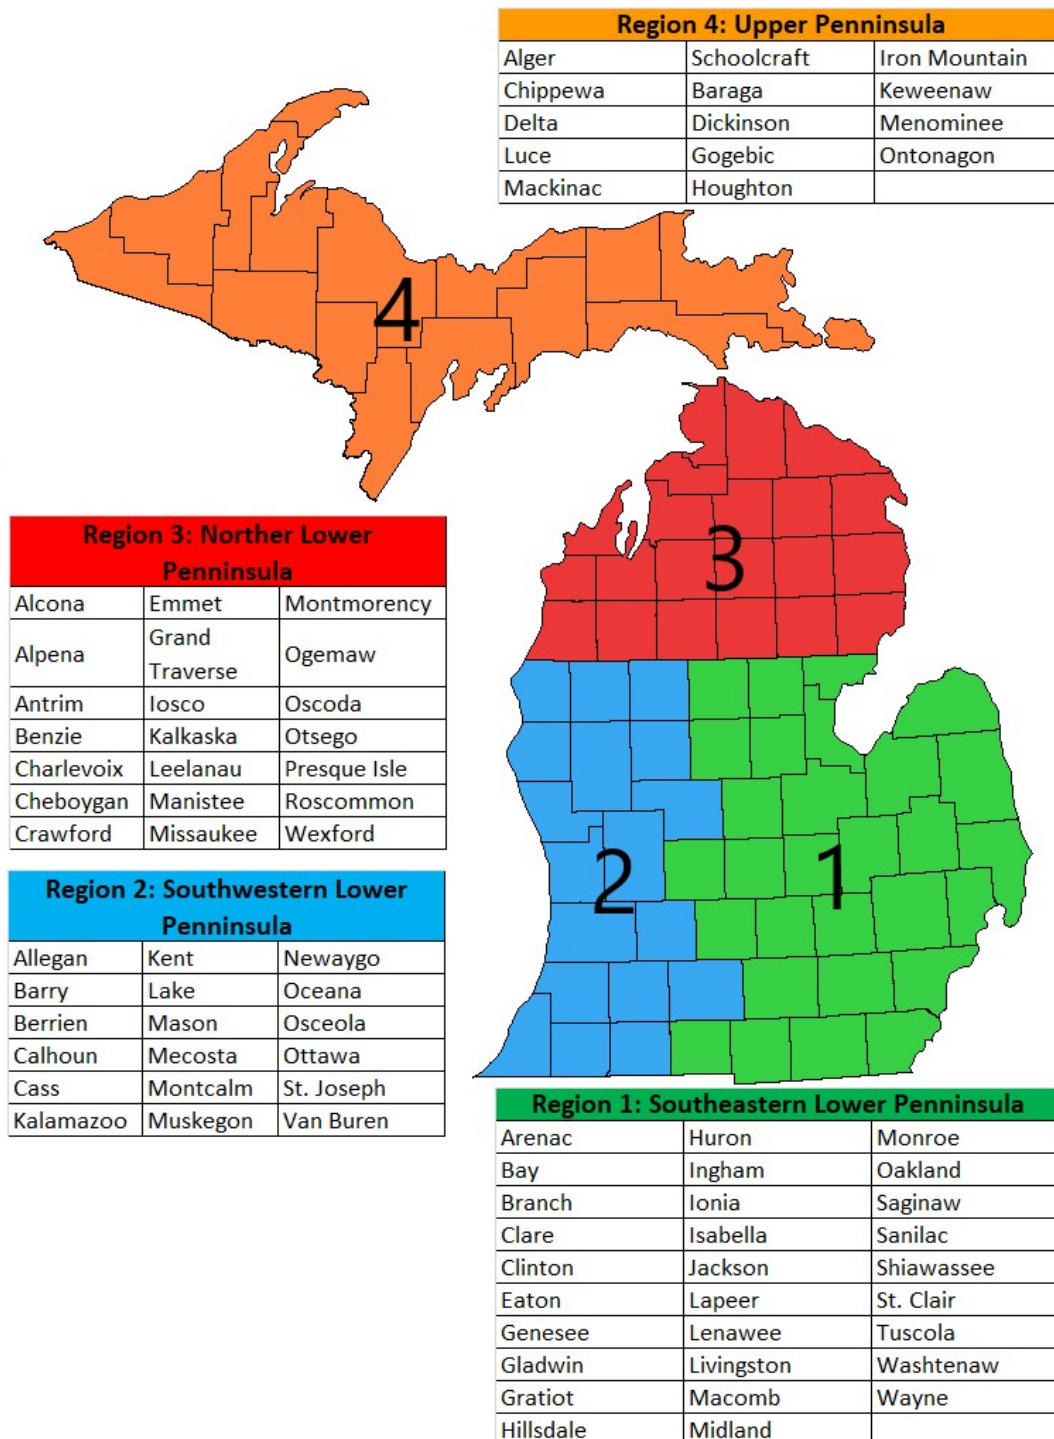 Region 4: Upper Penninsula
Alger Schoolcraft Iron Mountain
Chippewa Baraga Keweenaw
Delta Dickinson Menominee
Luce Gogebic Ontonagon
Mackinac Houghton
4
3
Region 3: Norther Lower
Penninsula
Alcona Emmet Montmorency
Alpena Grand Traverse Ogemaw
Antrim Iosco Oscoda
Benzie Kalkaska Otsego
Charlevoix Leelanau Presque Isle
Cheboygan Manistee Roscommon
Crawford Missaukee Wexford
2
1
Region 2: Southwestern Lower
Penninsula
Allegan Kent Newaygo
Barry Lake Oceana
Berrien Mason Osceola
Calhoun Mecosta Ottawa
Cass Montcalm St. Joseph
Kalamazoo Muskegon Van Buren
Region 1: Southeastern Lower Penninsula
Arenac Huron Monroe
Bay Ingham Oakland
Branch Ionia Saginaw
Clare Isabella Sanilac
Clinton Jackson Shiawassee
Eaton Lapeer St. Clair
Genesee Lenawee Tuscola
Gladwin Livingston Washtenaw
Gratiot Macomb Wayne
Hillsdale Midland